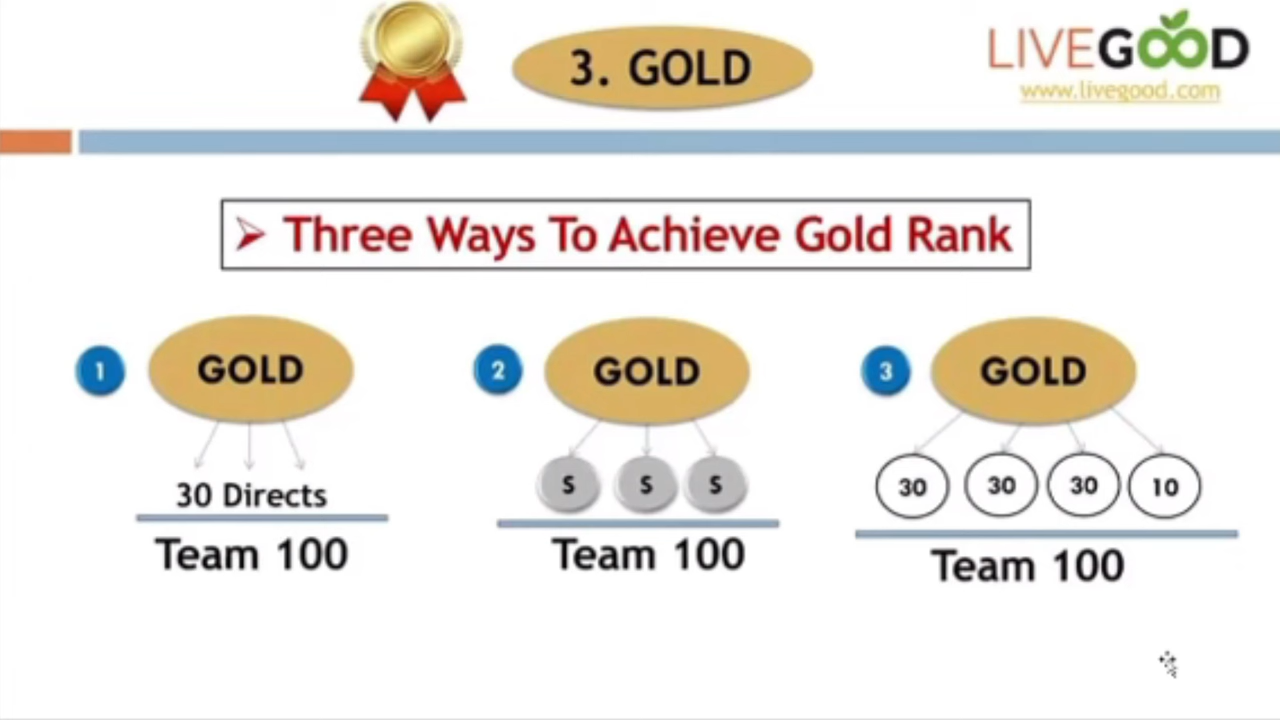 3. GOLD
LIVEGOOD
www.livegood.com
Three Ways To Achieve Gold Rank
1
GOLD
30 Directs
Team 100
2
GOLD
S
S
S
Team 100
3
GOLD
30
30
30
10
Team 100